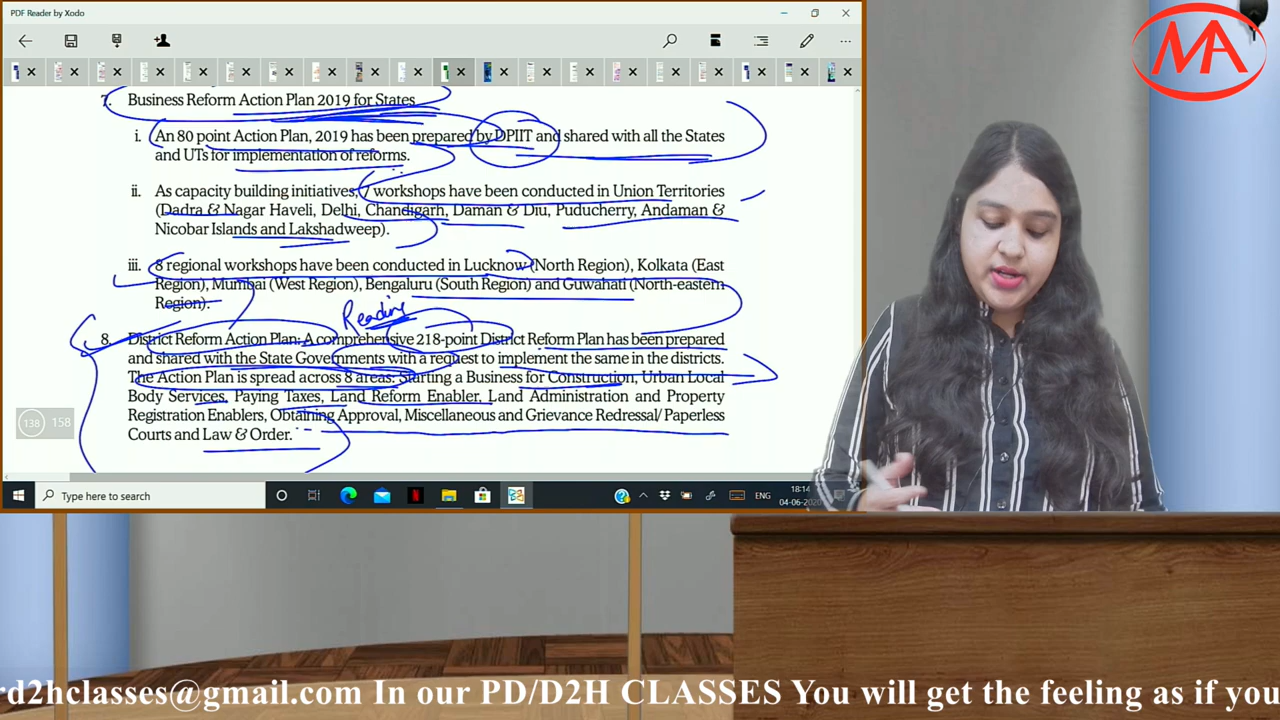 PDF Reader by Xodo
MA
7. Business Reform Action Plan 2019 for States
i. An 80 point Action Plan, 2019 has been prepared by DPIIT and shared with all the States
and UTs for implementation of reforms.
ii. As capacity building initiatives, 7 workshops have been conducted in Union Territories
(Dadra & Nagar Haveli, Delhi, Chandigarh, Daman & Diu, Puducherry, Andaman &
Nicobar Islands and Lakshadweep).
iii. 8 regional workshops have been conducted in Lucknow (North Region), Kolkata (East
Region), Mumbai (West Region), Bengaluru (South Region) and Guwahati (North-eastern
Region).
Reading
8. District Reform Action Plan: A comprehensive 218-point District Reform Plan has been prepared
and shared with the State Governments with a request to implement the same in the districts.
The Action Plan is spread across 8 areas: Starting a Business for Construction, Urban Local
Body Services, Paying Taxes, Land Reform Enabler, Land Administration and Property
Registration Enablers, Obtaining Approval, Miscellaneous and Grievance Redressal/ Paperless
Courts and Law & Order.
138 158
Type here to search
ENG
18:14
04-06-2020
rd2hclasses@gmail.com In our PD/D2H CLASSES You will get the feeling as if you